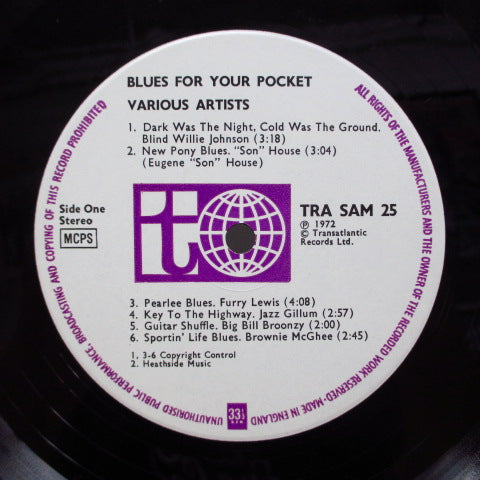 BLUES FOR YOUR POCKET
VARIOUS ARTISTS
1. Dark Was The Night, Cold Was The Ground.
Blind Willie Johnson (3:18)
2. New Pony Blues. "Son" House (3:04)
(Eugene "Son" House)
Side One
Stereo
MCPS
it
TRA SAM 25
℗ 1972
© Transatlantic
Records Ltd.
3. Pearlee Blues. Furry Lewis (4:08)
4. Key To The Highway. Jazz Gillum (2:57)
5. Guitar Shuffle. Big Bill Broonzy (2:00)
6. Sportin' Life Blues. Brownie McGhee (2:45)
1, 3-6 Copyright Control
2. Heathside Music
33⅓
RPM
ALL RIGHTS OF THE MANUFACTURERS AND THE OWNER OF THE RECORDED WORK RESERVED-MADE IN ENGLAND
UNAUTHORISED PUBLIC PERFORMANCE, BROADCASTING AND COPYING OF THIS RECORD PROHIBITED